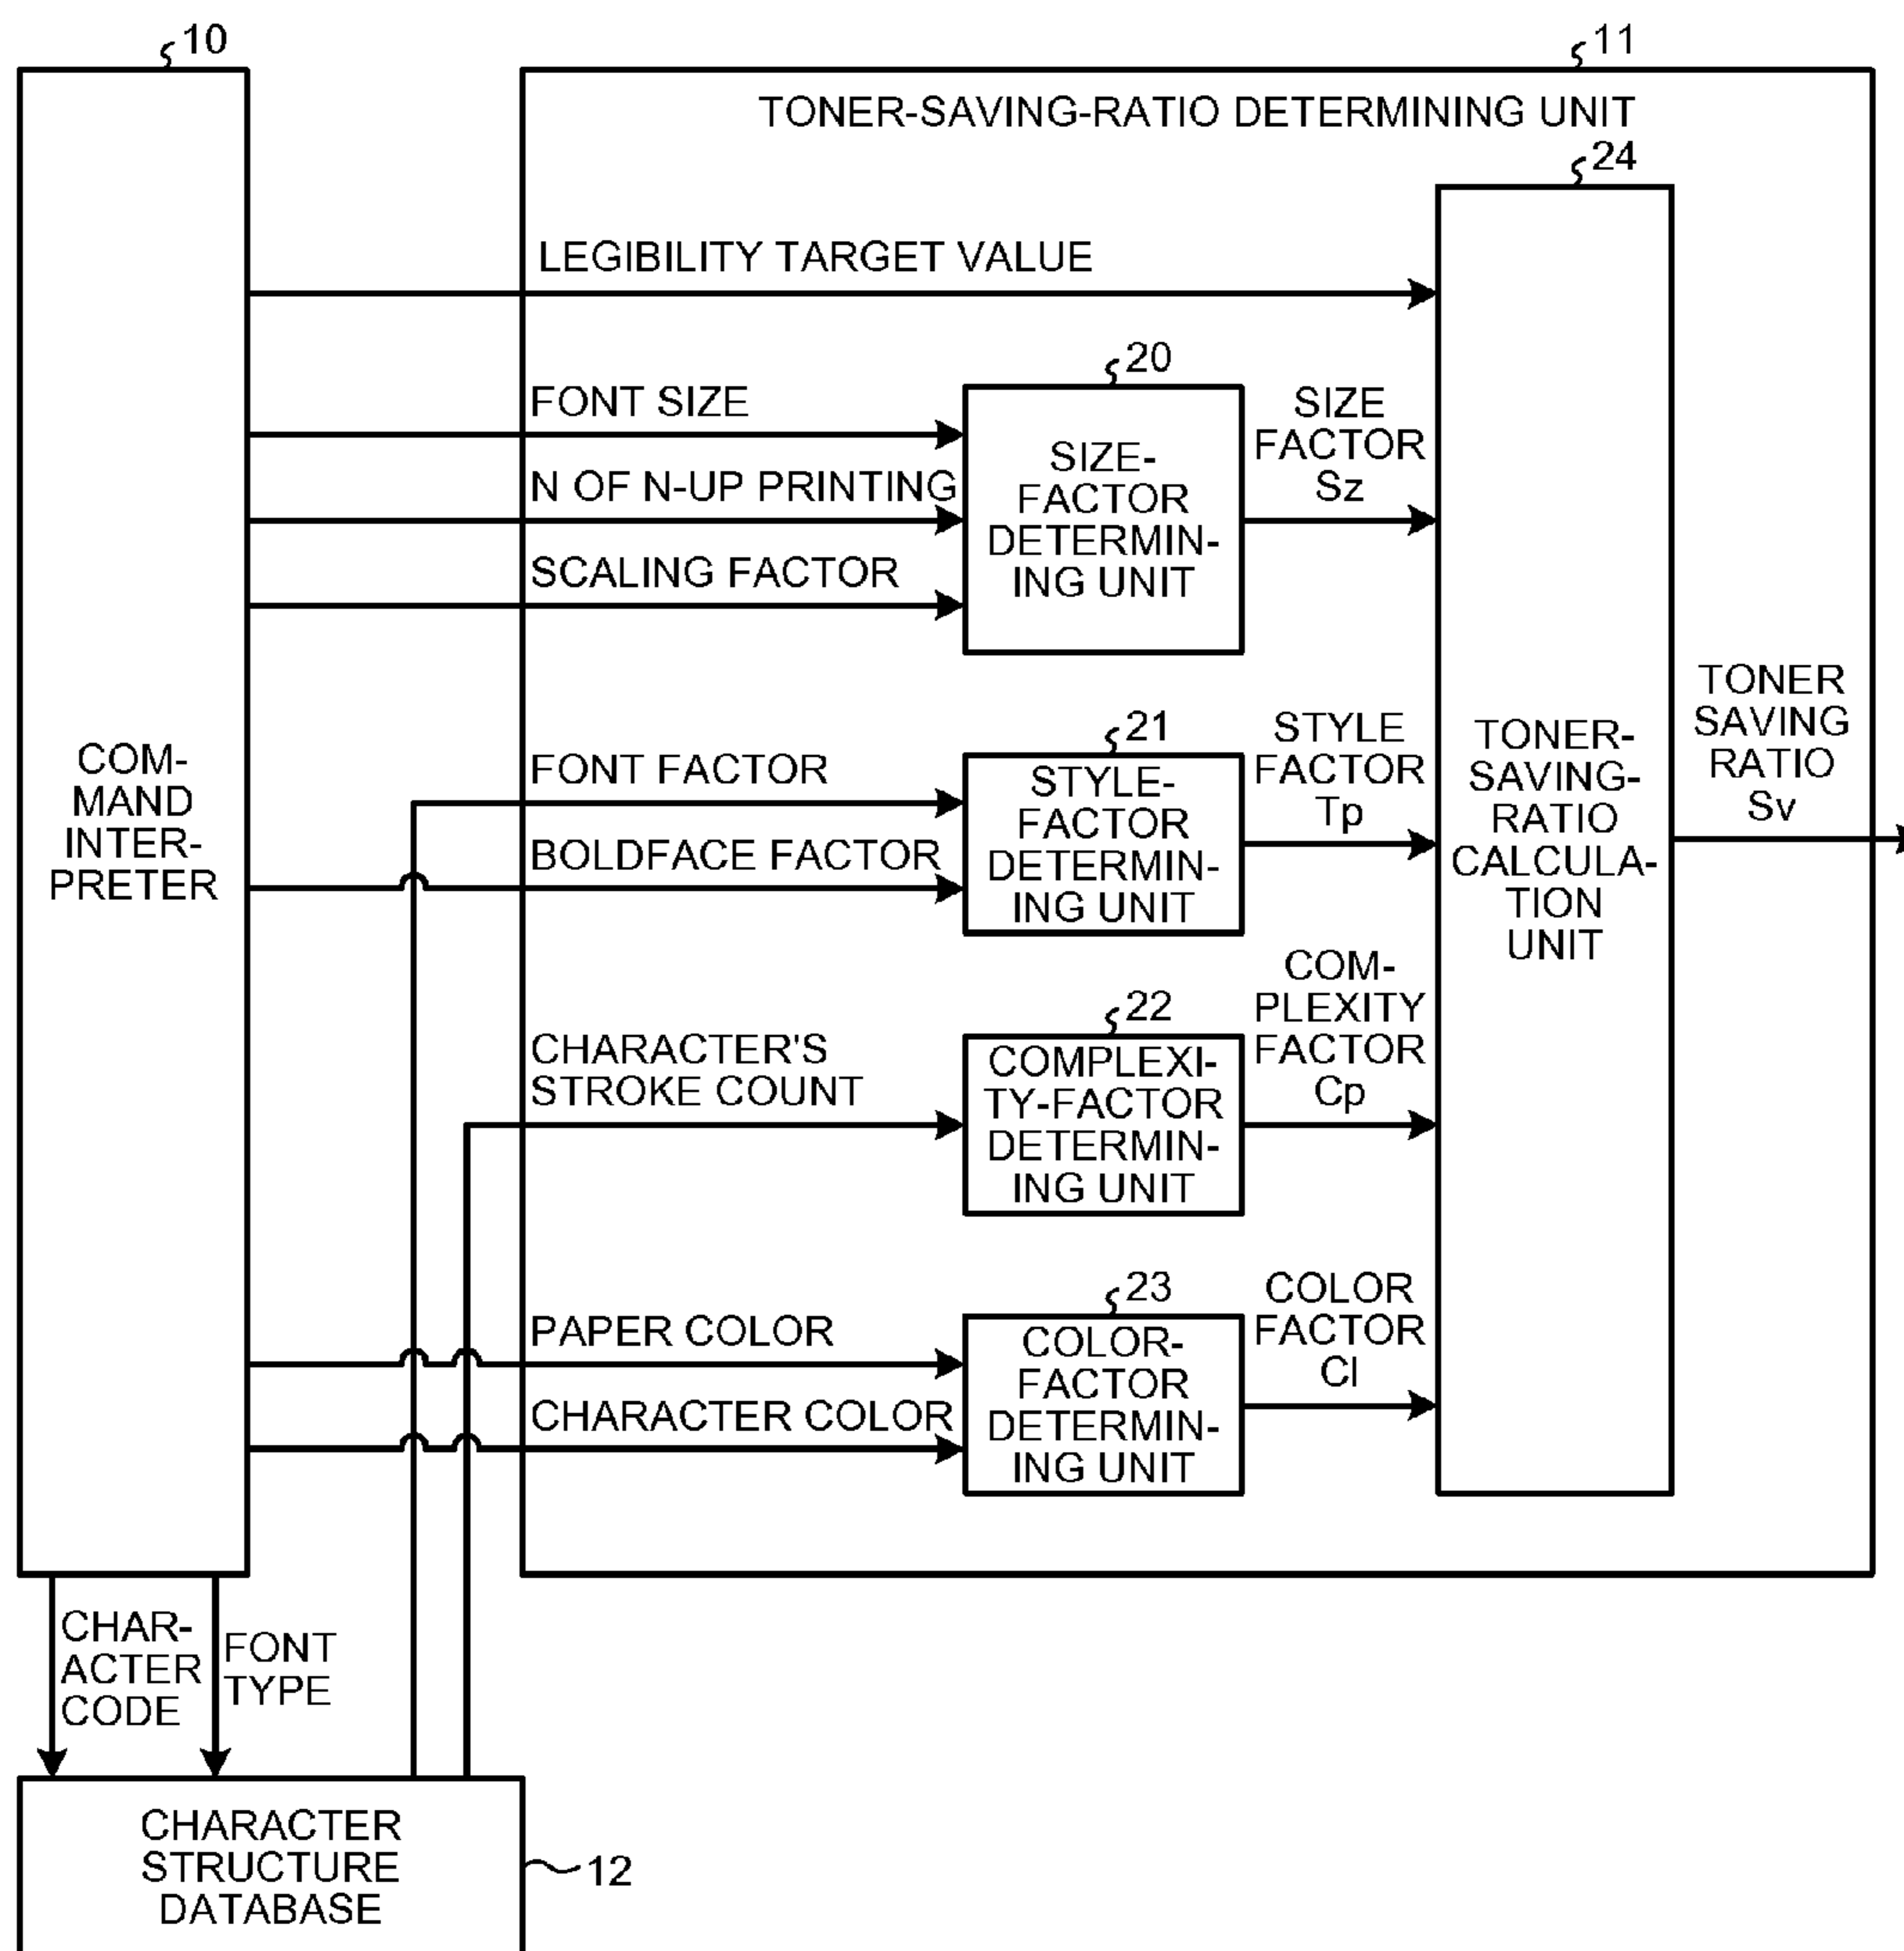 10
11
TONER-SAVING-RATIO DETERMINING UNIT
24
LEGIBILITY TARGET VALUE
20
FONT SIZE
N OF N-UP PRINTING
SCALING FACTOR
SIZE-
FACTOR
DETERMIN-
ING UNIT
SIZE
FACTOR
Sz
COM-
MAND
INTER-
PRETER
21
FONT FACTOR
BOLDFACE FACTOR
STYLE-
FACTOR
DETERMIN-
ING UNIT
STYLE
FACTOR
Tp
TONER-
SAVING-
RATIO
CALCULA-
TION
UNIT
TONER
SAVING
RATIO
Sv
22
CHARACTER'S
STROKE COUNT
COMPLEXI-
TY-FACTOR
DETERMIN-
ING UNIT
COM-
PLEXITY
FACTOR
Cp
23
PAPER COLOR
CHARACTER COLOR
COLOR-
FACTOR
DETERMIN-
ING UNIT
COLOR
FACTOR
Cl
CHAR-
ACTER
CODE
FONT
TYPE
CHARACTER
STRUCTURE
DATABASE
12